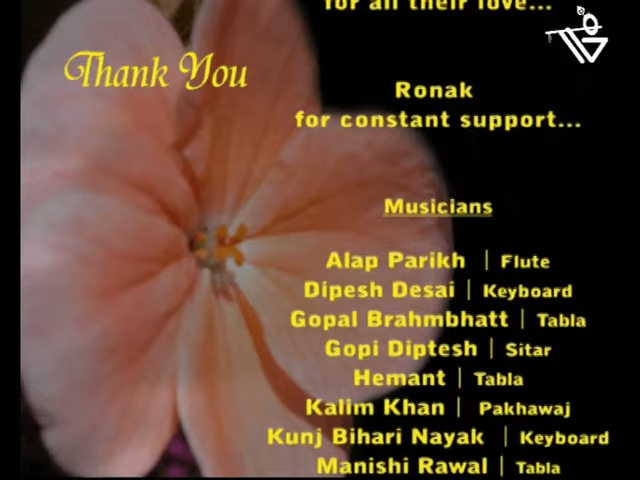 for all their love...
Thank You
Ronak
for constant support...
Musicians
Alap Parikh | Flute
Dipesh Desai | Keyboard
Gopal Brahmbhatt | Tabla
Gopi Diptesh | Sitar
Hemant | Tabla
Kalim Khan | Pakhawaj
Kunj Bihari Nayak | Keyboard
Manishi Rawal | Tabla